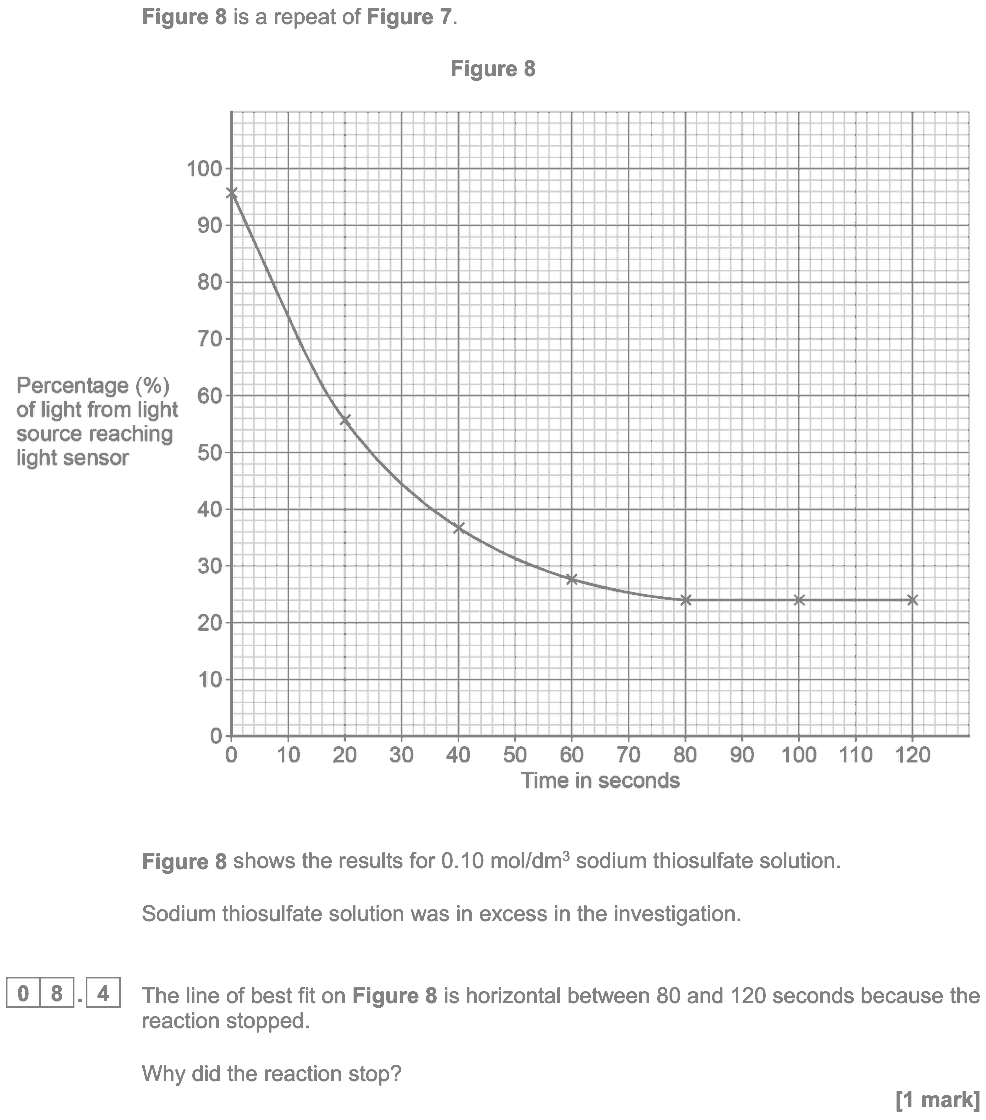 Figure 8 is a repeat of Figure 7.
Figure 8
100
90
80
70
60
50
40
30
20
10
0
Percentage (%)
of light from light
source reaching
light sensor
0 10 20 30 40 50 60 70 80 90 100 110 120
Time in seconds
Figure 8 shows the results for 0.10 mol/dm³ sodium thiosulfate solution.
Sodium thiosulfate solution was in excess in the investigation.
0 8 . 4 The line of best fit on Figure 8 is horizontal between 80 and 120 seconds because the
reaction stopped.
Why did the reaction stop?
[1 mark]